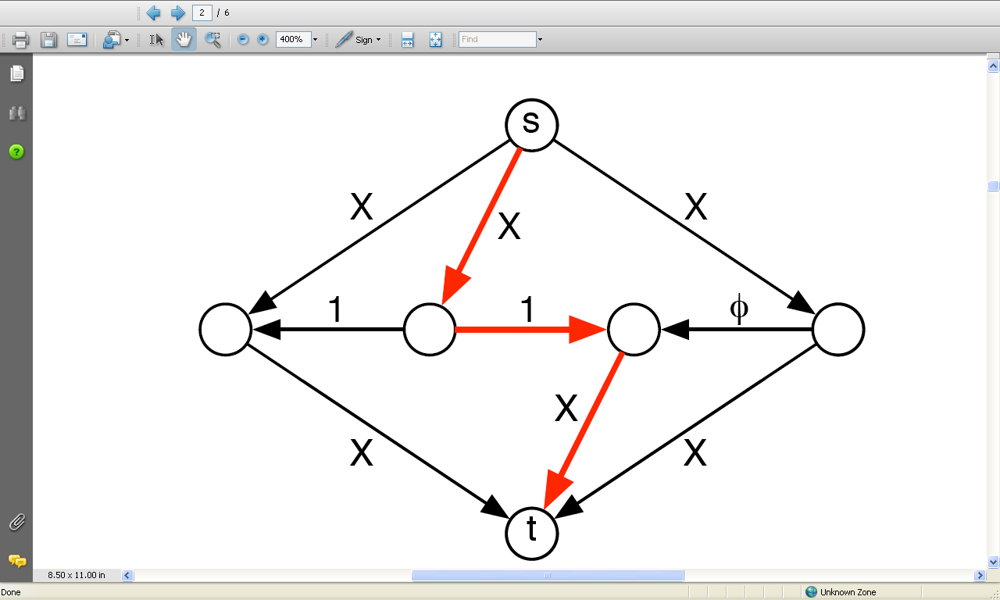 2 / 6
400% Sign Find
?
s
X X
X
1 1 ϕ
X
X X
t
8.50 x 11.00 in
Done Unknown Zone